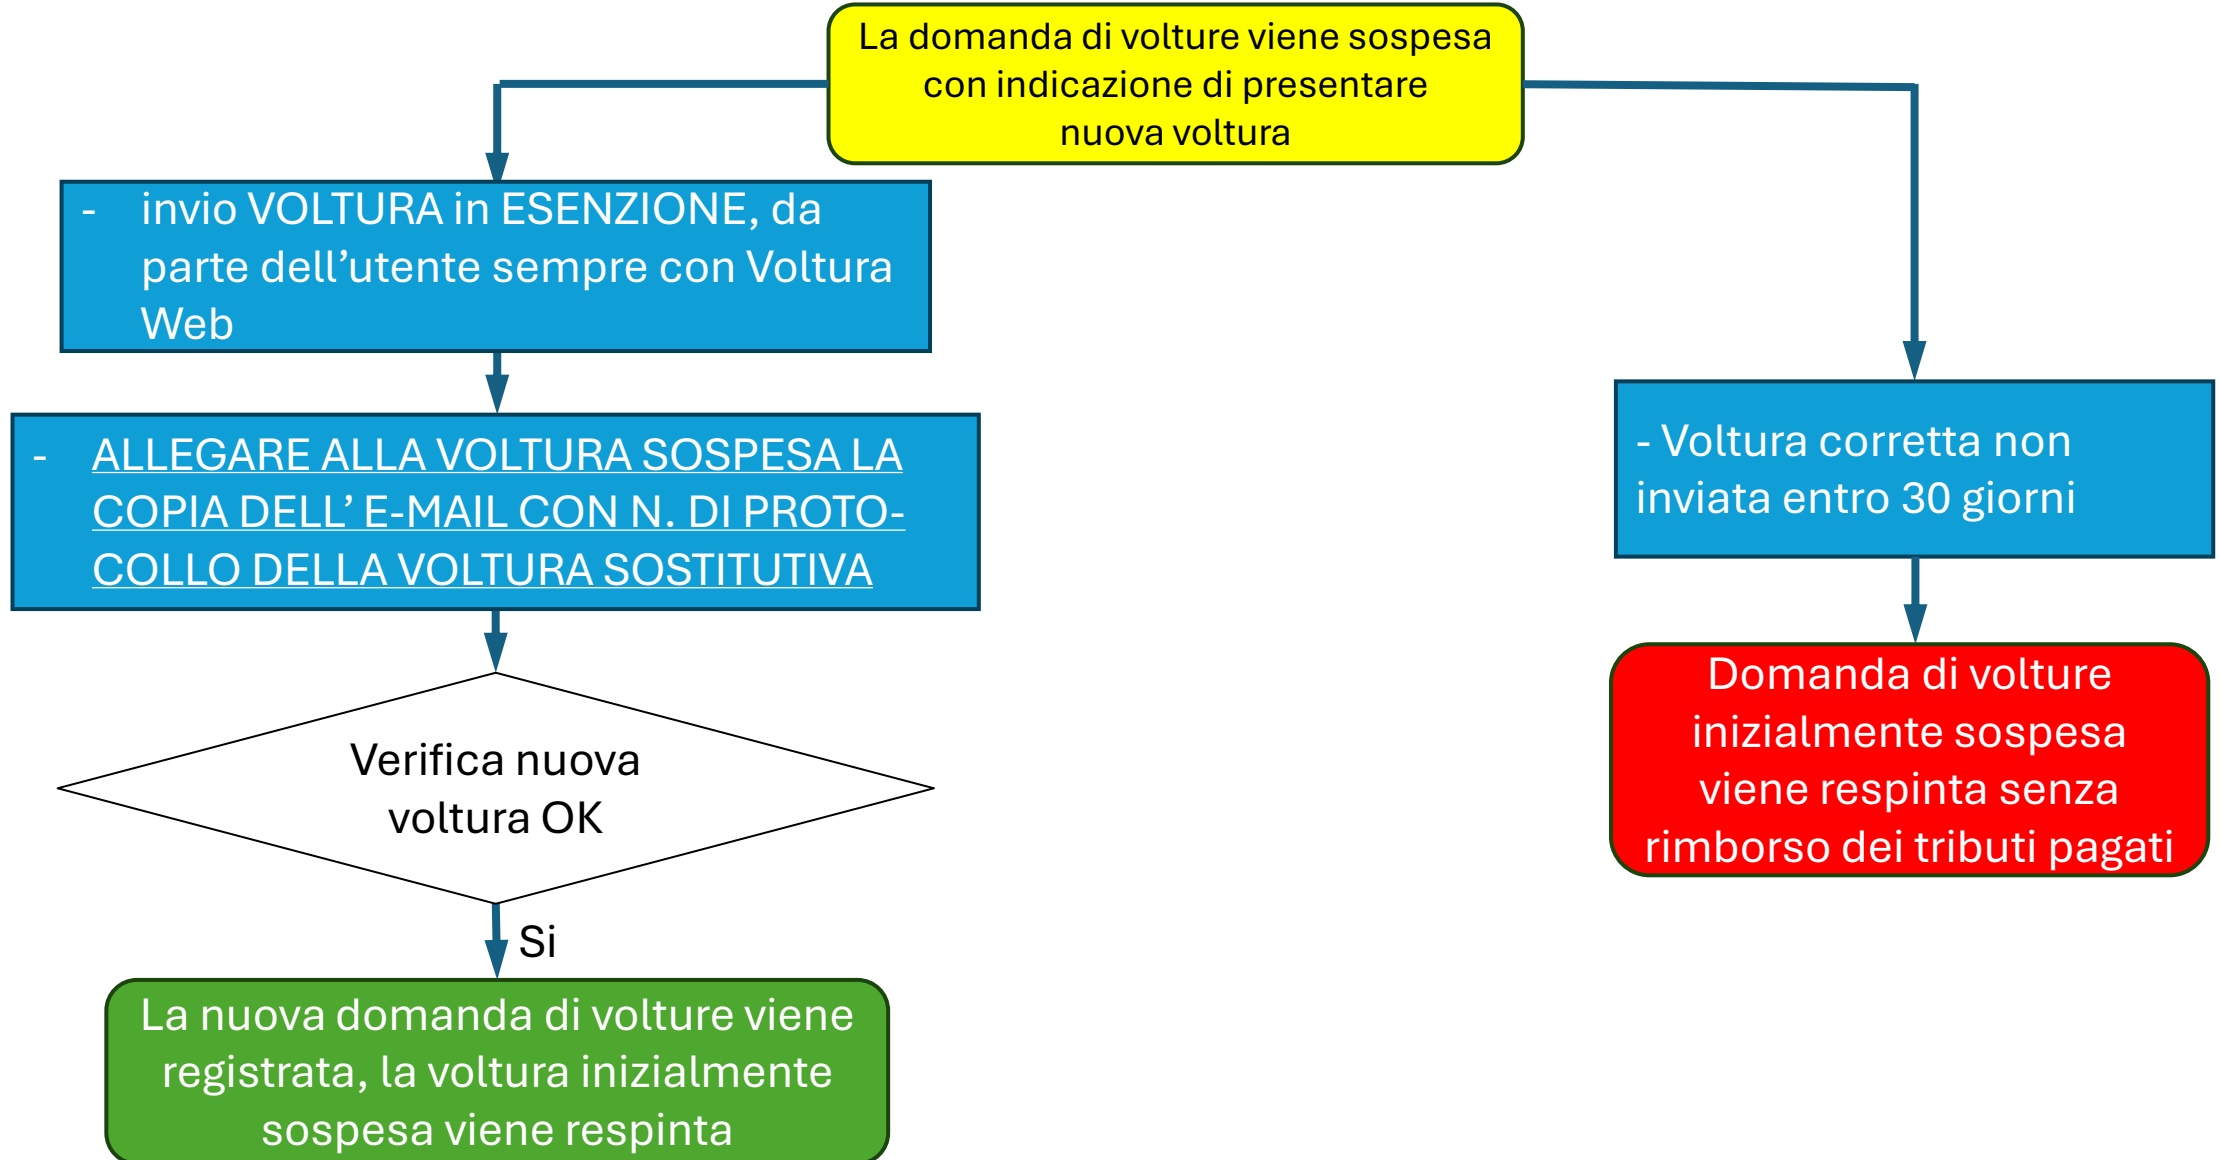 La domanda di volture viene sospesa
con indicazione di presentare
nuova voltura
- invio VOLTURA in ESENZIONE, da
parte dell’utente sempre con Voltura
Web
- ALLEGARE ALLA VOLTURA SOSPESA LA
COPIA DELL’ E-MAIL CON N. DI PROTO-
COLLO DELLA VOLTURA SOSTITUTIVA
Verifica nuova
voltura OK
Si
La nuova domanda di volture viene
registrata, la voltura inizialmente
sospesa viene respinta
- Voltura corretta non
inviata entro 30 giorni
Domanda di volture
inizialmente sospesa
viene respinta senza
rimborso dei tributi pagati